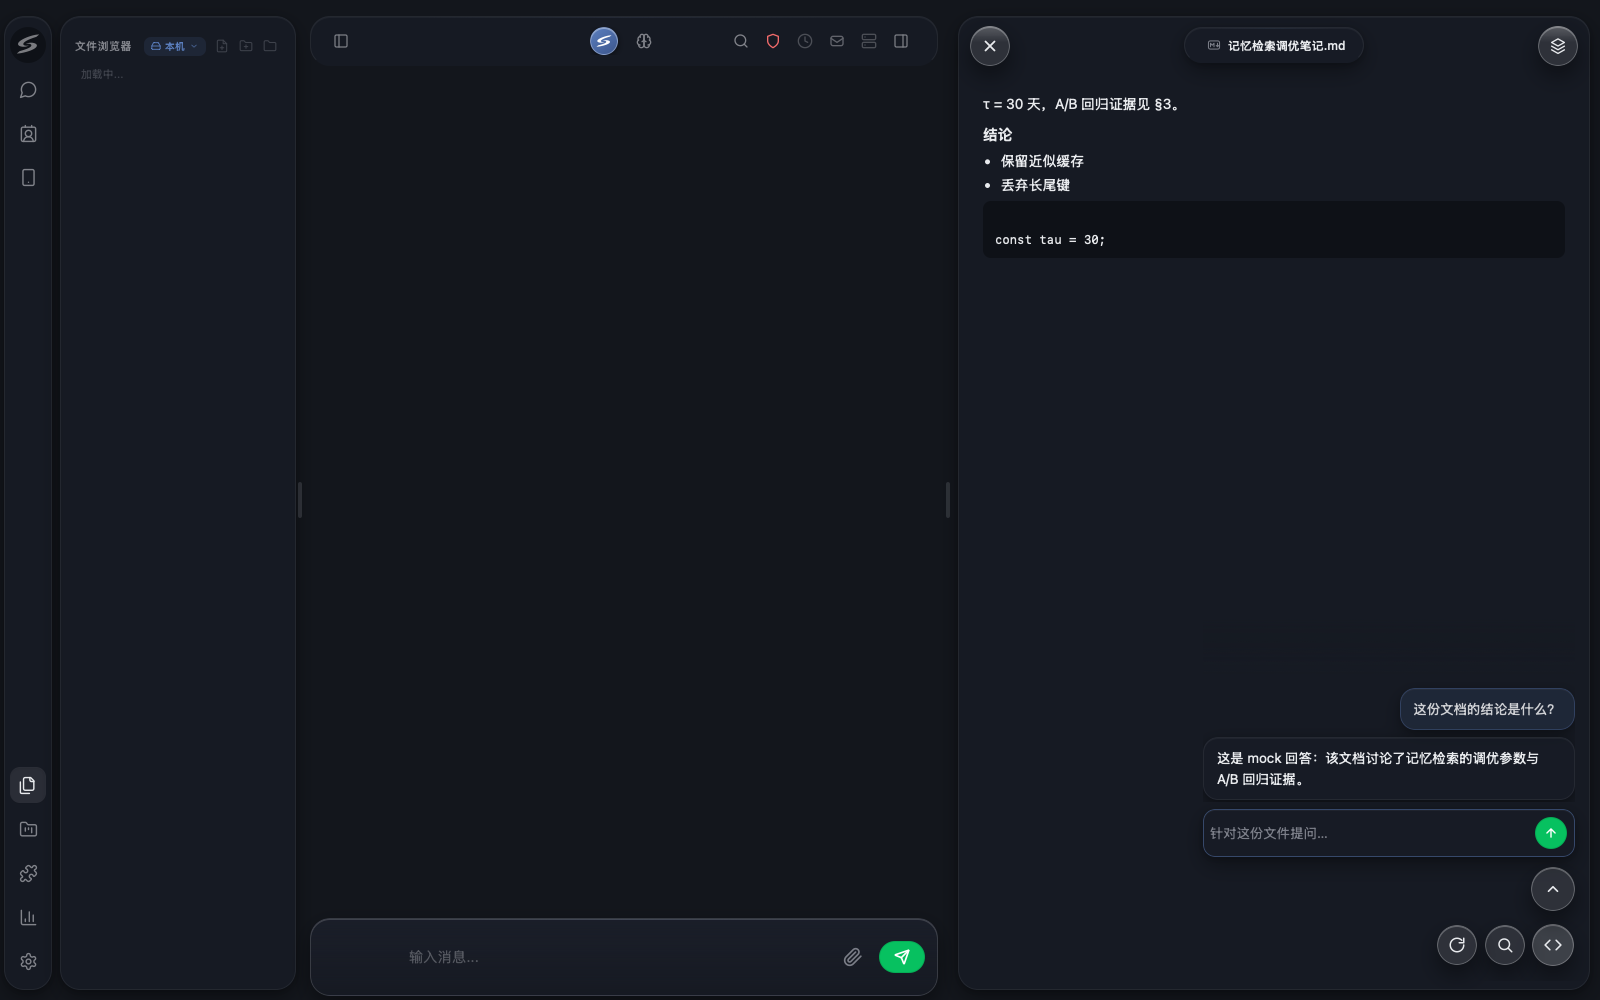 文件浏览器
本机
加载中...
输入消息...
记忆检索调优笔记.md
τ = 30 天，A/B 回归证据见 §3。
结论
• 保留近似缓存
• 丢弃长尾键
const tau = 30;
这份文档的结论是什么?
这是 mock 回答：该文档讨论了记忆检索的调优参数与
A/B 回归证据。
针对这份文件提问...